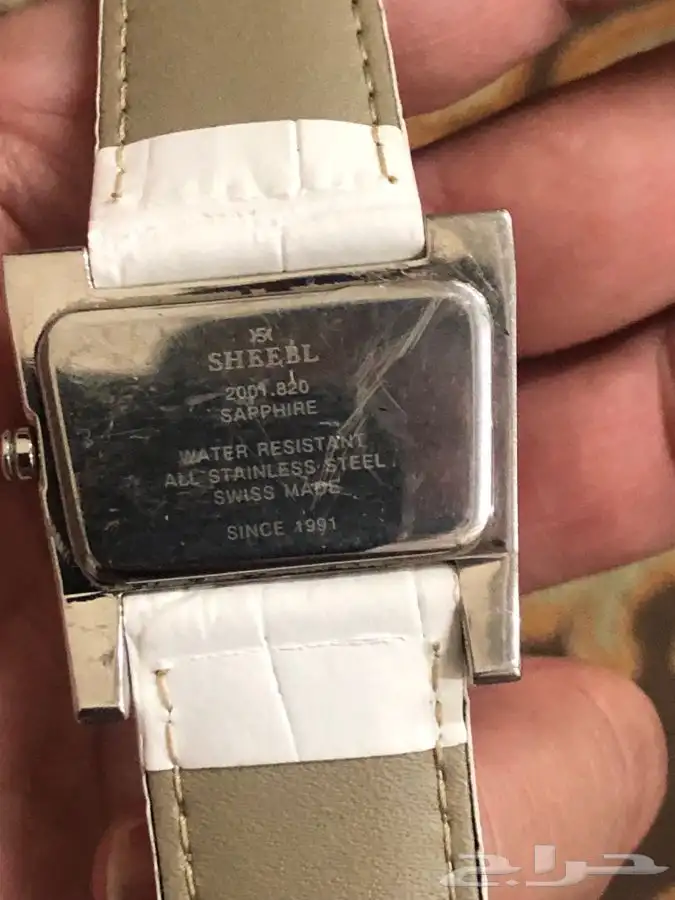 SHEEBL
2001.820
SAPPHIRE
WATER RESISTANT
ALL STAINLESS STEEL
SWISS MADE
SINCE 1991
حراج